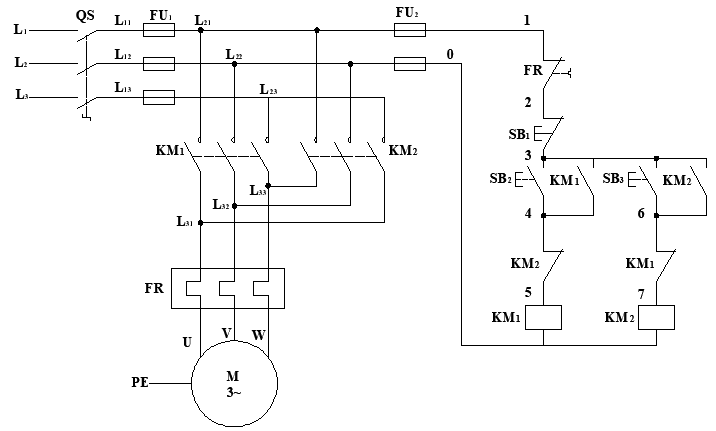 QS L₁₁ FU₁ L₂₁ FU₂ 1
L₁
L₂ L₁₂ L₂₂ 0
FR
L₃ L₁₃ L₂₃ 2
SB₁
KM₁ KM₂ 3
SB₂ KM₁ SB₃ KM₂
L₃₃
L₃₂ 4 6
L₃₁
KM₂ KM₁
FR 5 7
KM₁ KM₂
U V W
M
PE 3~